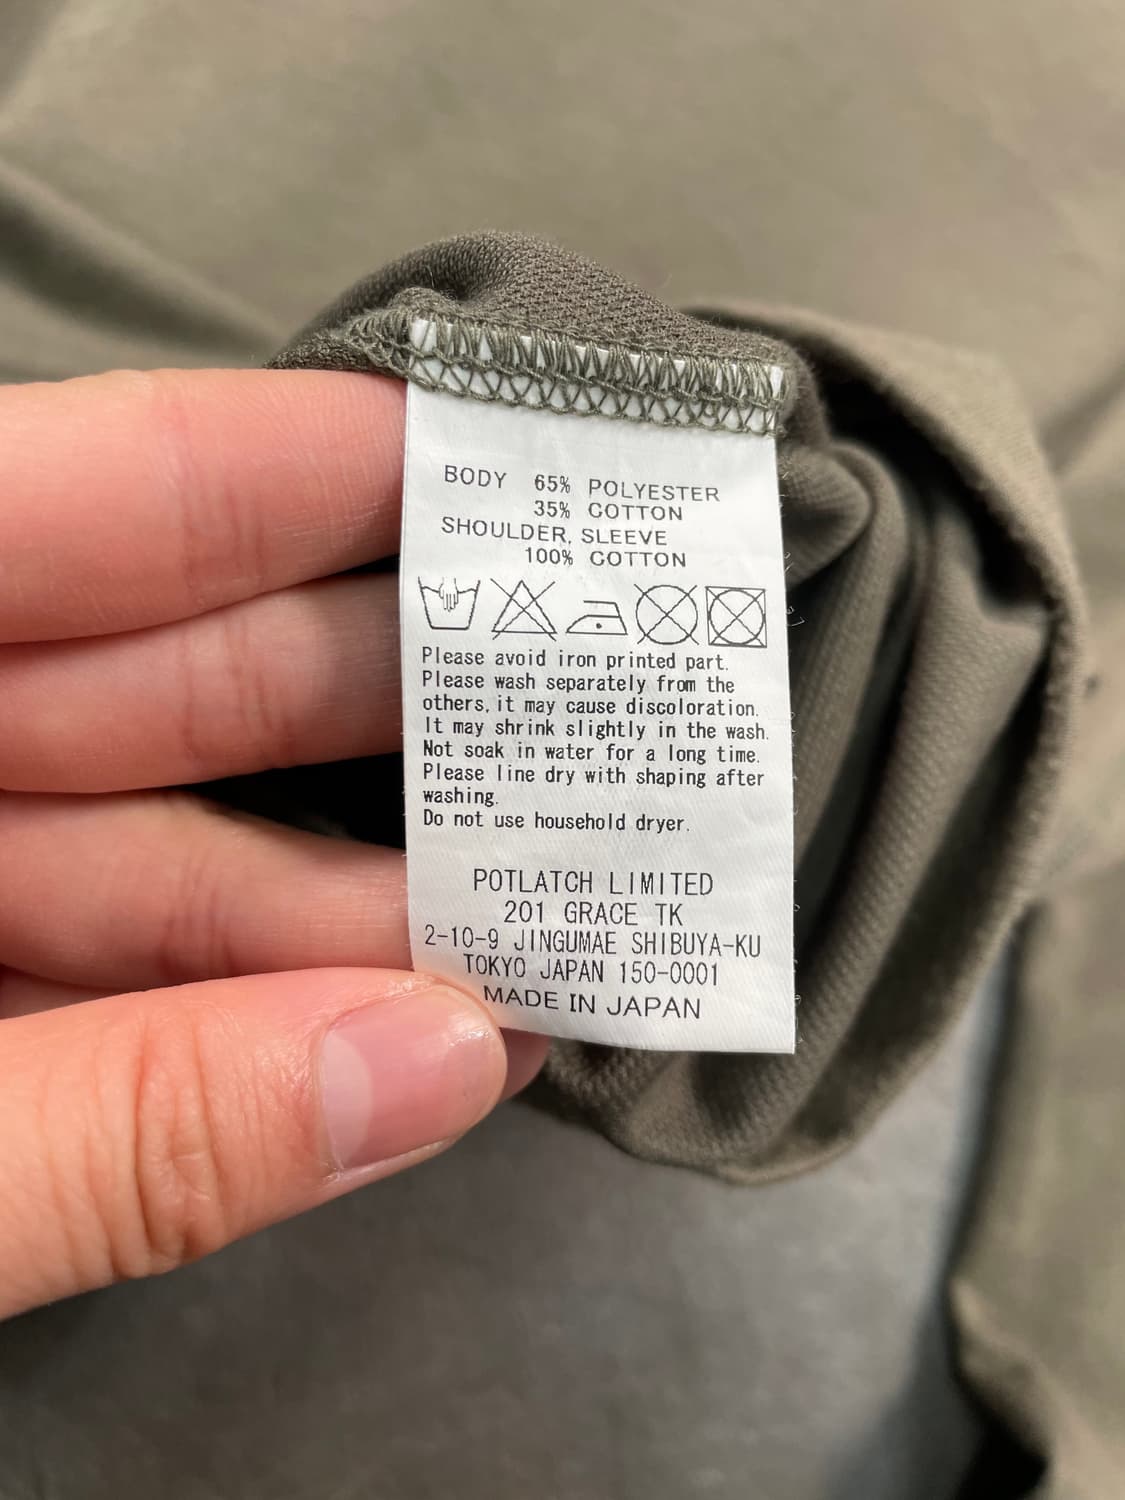 BODY 65% POLYESTER
35% COTTON
SHOULDER, SLEEVE
100% COTTON
Please avoid iron printed part.
Please wash separately from the
others, it may cause discoloration.
It may shrink slightly in the wash.
Not soak in water for a long time.
Please line dry with shaping after
washing.
Do not use household dryer.
POTLATCH LIMITED
201 GRACE TK
2-10-9 JINGUMAE SHIBUYA-KU
TOKYO JAPAN 150-0001
MADE IN JAPAN